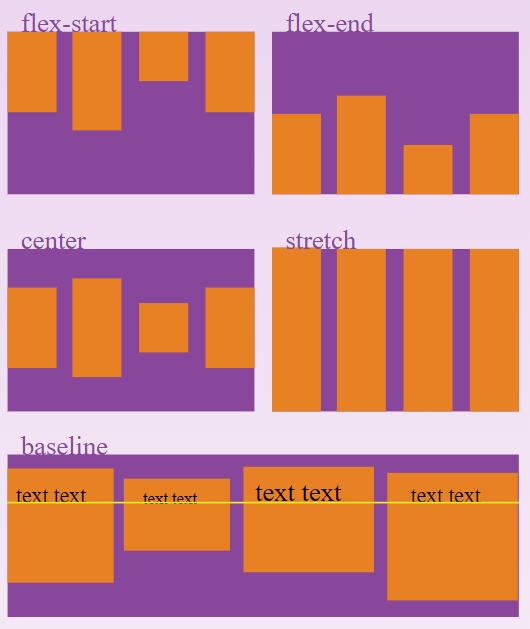 flex-start
flex-end
center
stretch
baseline
text text
text text
text text
text text